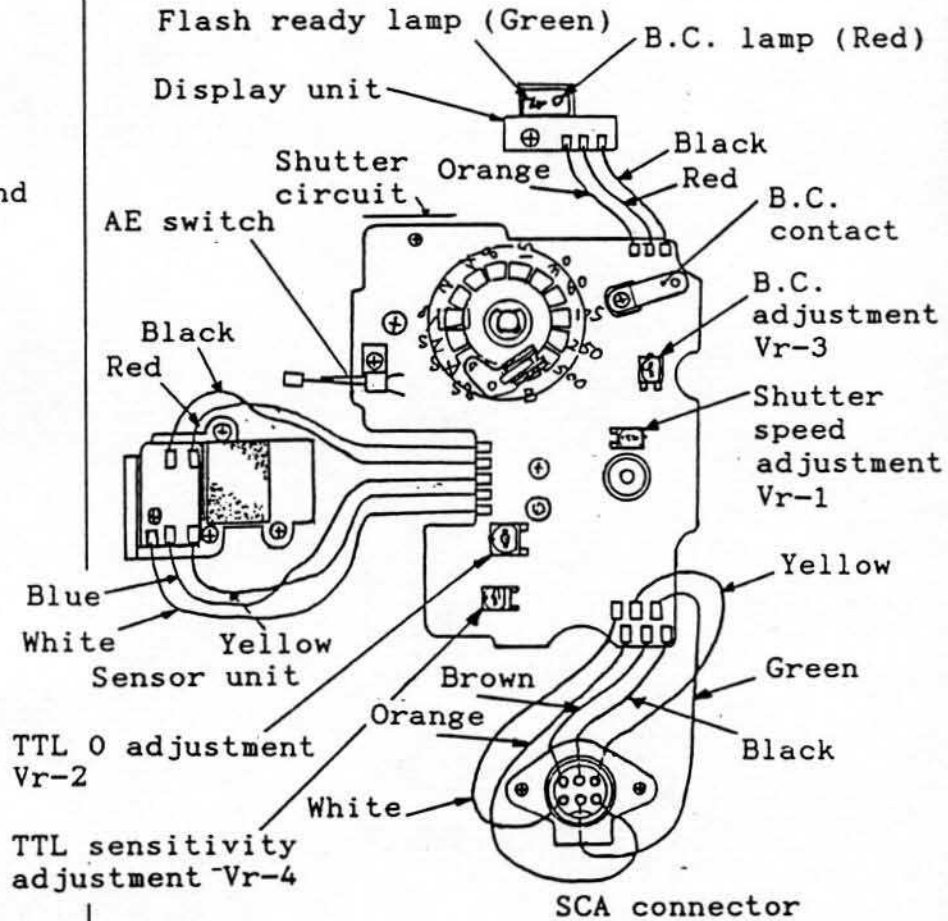 Flash ready lamp (Green)
B.C. lamp (Red)
Display unit
Black
Orange
Red
Shutter
circuit
nd
AE switch
B.C.
contact
B.C.
adjustment
Vr-3
Black
Red
Shutter
speed
adjustment
Vr-1
Yellow
Blue
White
Yellow
Sensor unit
Brown
Green
Orange
Black
TTL O adjustment
Vr-2
White
TTL sensitivity
adjustment Vr-4
SCA connector